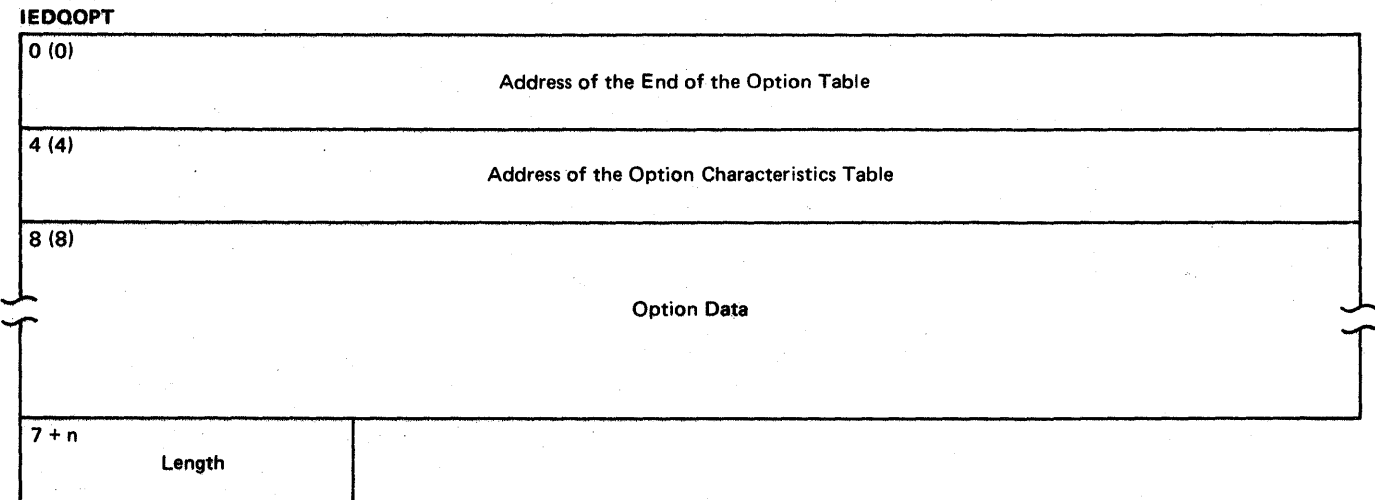 IEDQOPT
0 (0)
Address of the End of the Option Table
4 (4)
Address of the Option Characteristics Table
8 (8)
Option Data
7 + n
Length